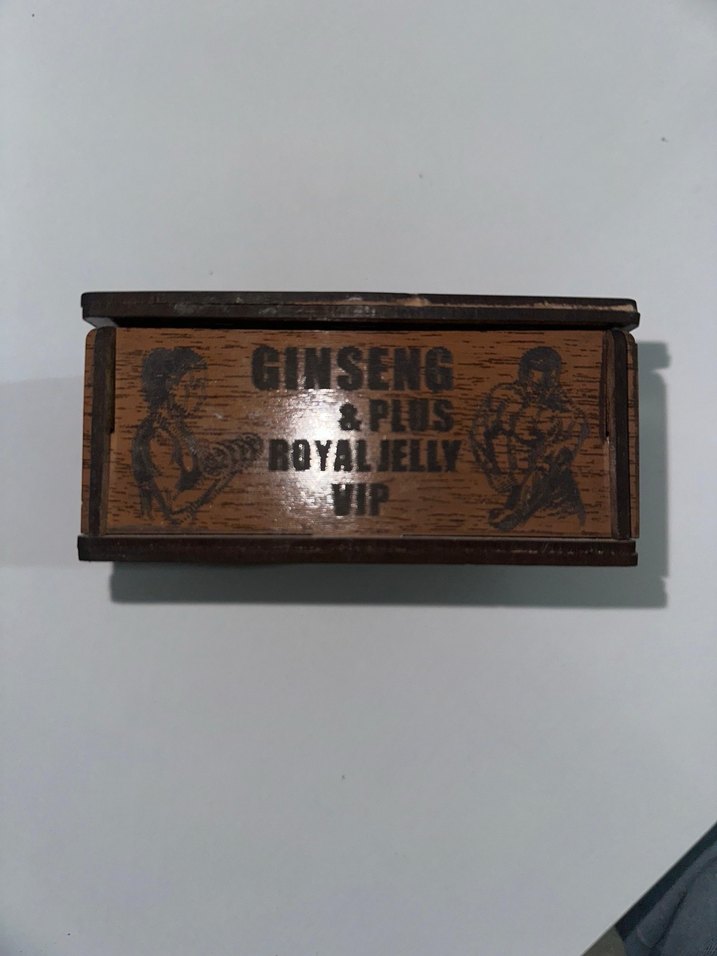 GINSENG
& PLUS
ROYAL JELLY
VIP